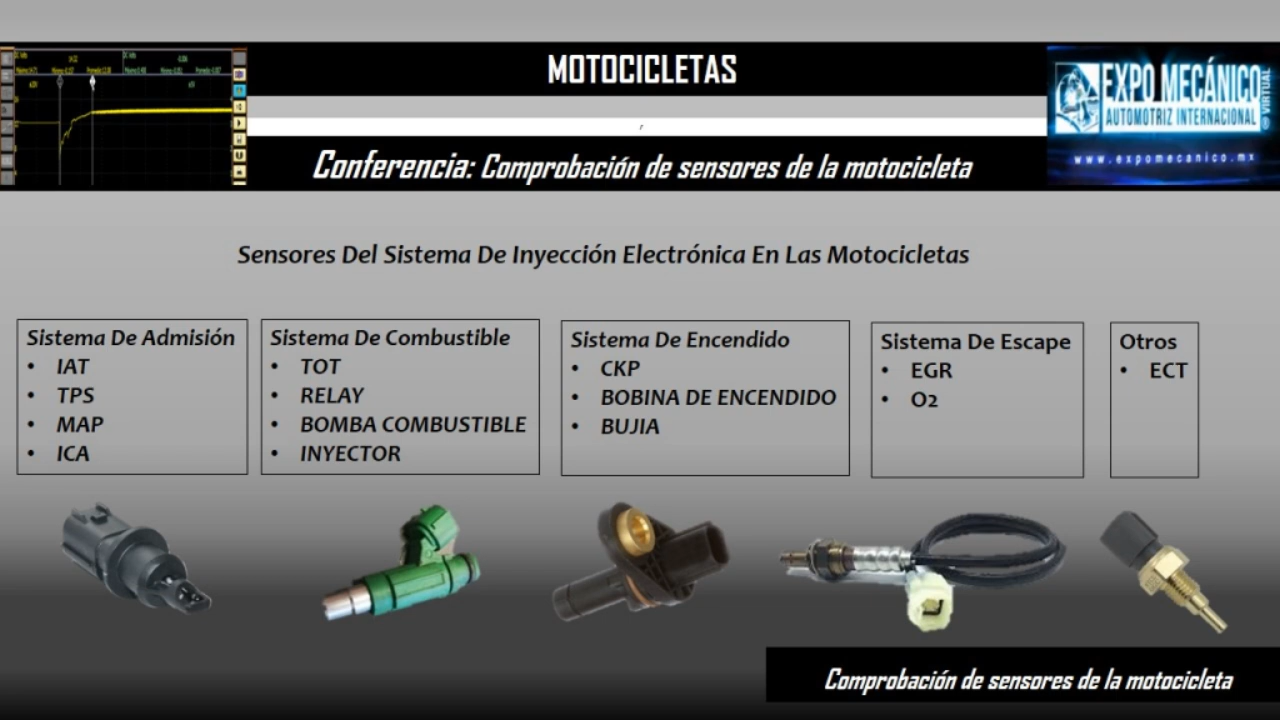 MOTOCICLETAS
Conferencia: Comprobación de sensores de la motocicleta
EXPO MECÁNICO
AUTOMOTRIZ INTERNACIONAL
VIRTUAL
www.expomecanico.mx
Sensores Del Sistema De Inyección Electrónica En Las Motocicletas
Sistema De Admisión
• IAT
• TPS
• MAP
• ICA
Sistema De Combustible
• TOT
• RELAY
• BOMBA COMBUSTIBLE
• INYECTOR
Sistema De Encendido
• CKP
• BOBINA DE ENCENDIDO
• BUJIA
Sistema De Escape
• EGR
• O2
Otros
• ECT
Comprobación de sensores de la motocicleta